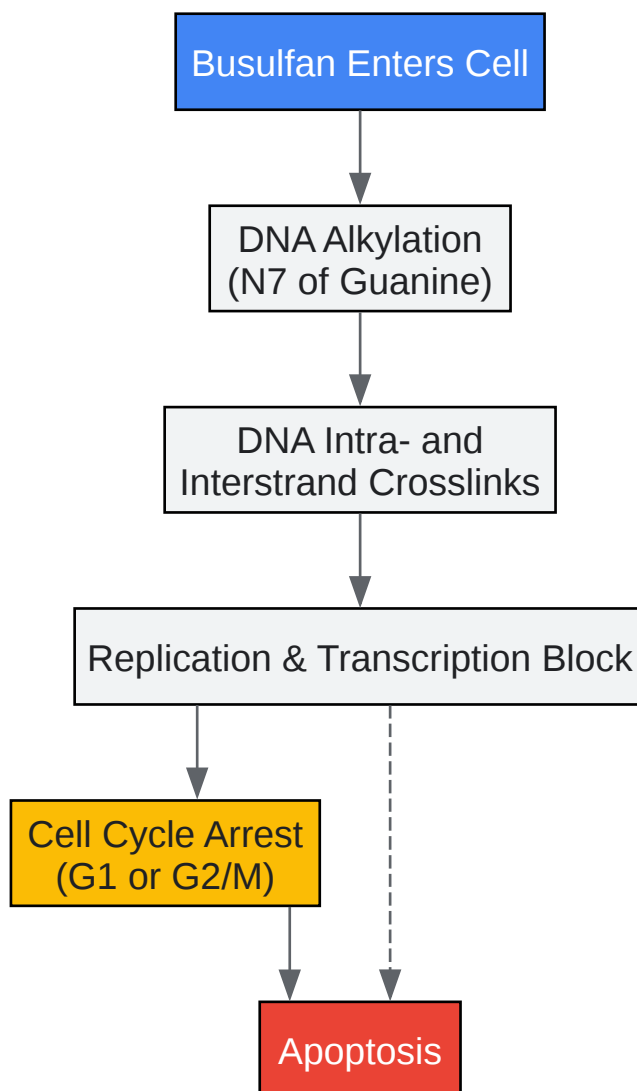 Busulfan Enters Cell
DNA Alkylation
(N7 of Guanine)
DNA Intra- and
Interstrand Crosslinks
Replication & Transcription Block
Cell Cycle Arrest
(G1 or G2/M)
Apoptosis